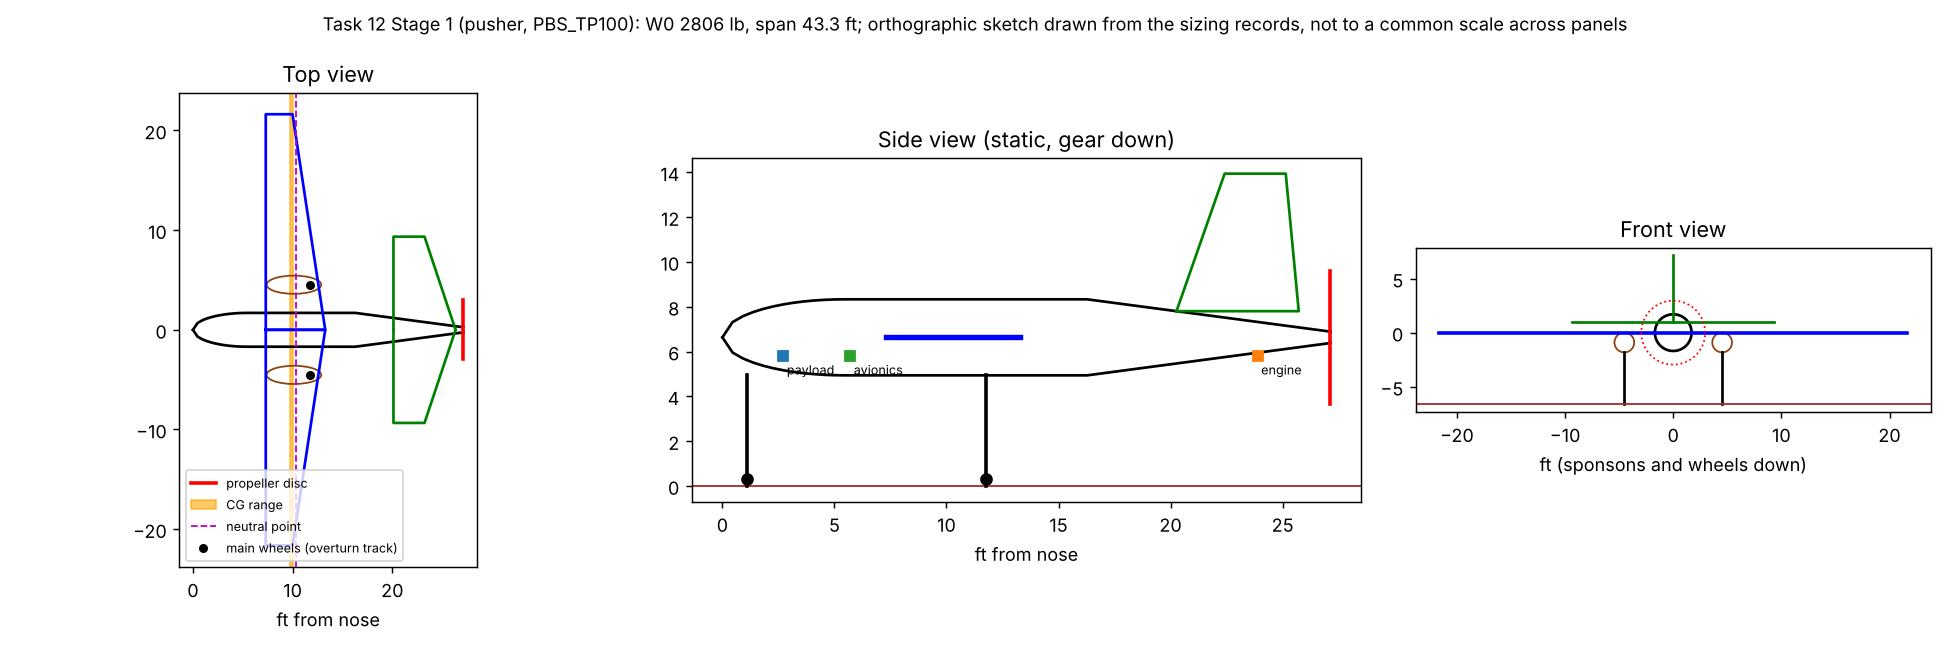 Task 12 Stage 1 (pusher, PBS_TP100): W0 2806 lb, span 43.3 ft; orthographic sketch drawn from the sizing records, not to a common scale across panels
Top view
20
10
0
−10
−20
propeller disc
CG range
neutral point
main wheels (overturn track)
0
10
20
ft from nose
Side view (static, gear down)
14
12
10
8
6
4
2
0
payload
avionics
engine
0
5
10
15
20
25
ft from nose
Front view
5
0
−5
−20
−10
0
10
20
ft (sponsons and wheels down)